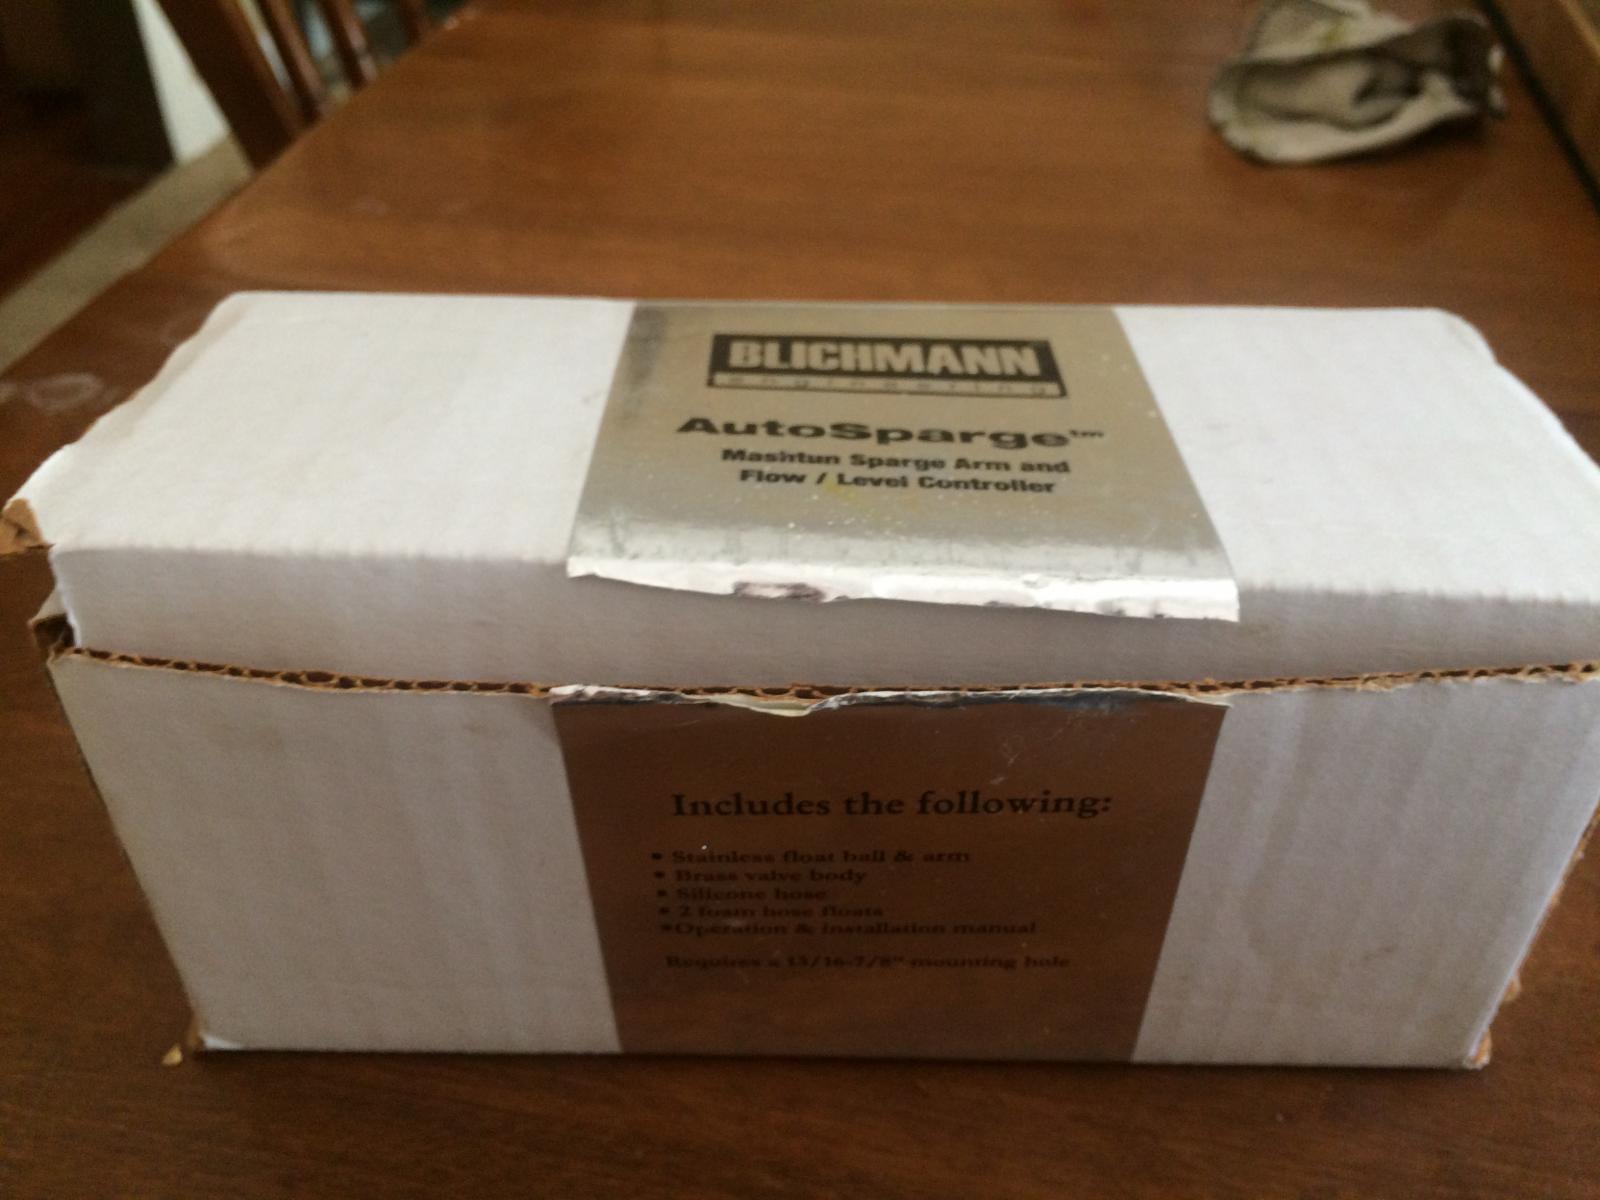 BLICHMANN
engineering
AutoSparge™
Mashtun Sparge Arm and
Flow / Level Controller
Includes the following:
• Stainless float ball & arm
• Brass valve body
• Silicone hose
• 2 foam hose floats
•Operation & installation manual
Requires a 13/16-7/8" mounting hole